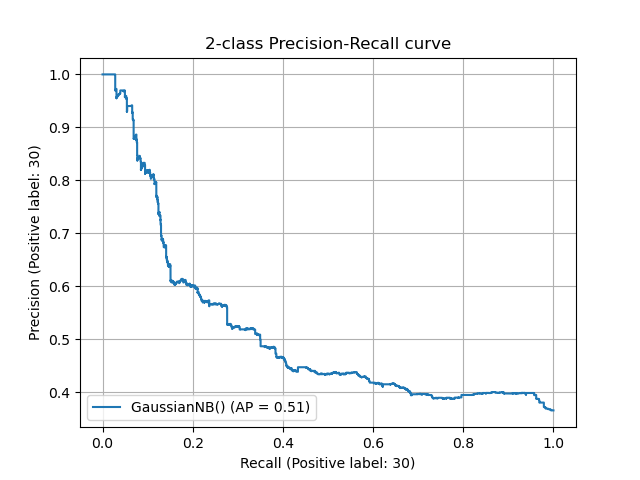 2-class Precision-Recall curve
1.0
0.9
0.8
0.7
0.6
0.5
0.4
Precision (Positive label: 30)
GaussianNB() (AP = 0.51)
0.0 0.2 0.4 0.6 0.8 1.0
Recall (Positive label: 30)